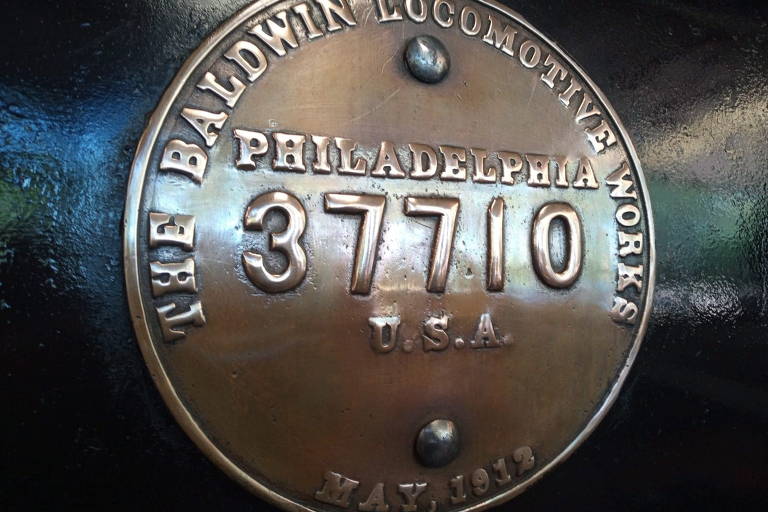 THE BALDWIN LOCOMOTIVE WORKS
PHILADELPHIA
37710
U.S.A.
MAY, 1912